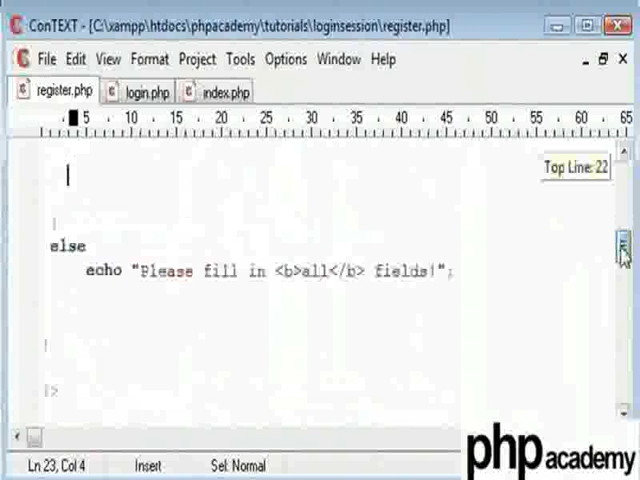 ConTEXT - [C:\xampp\htdocs\phpacademy\tutorials\loginsession\register.php]
File Edit View Format Project Tools Options Window Help
register.php login.php index.php
5 10 15 20 25 30 35 40 45 50 55 60 65
Top Line: 22
}
else
echo "Please fill in <b>all</b> fields!";
}
?>
Ln 23, Col 4 Insert Sel: Normal
php academy